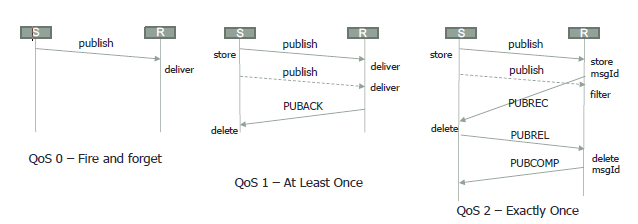 S R
publish
deliver
QoS 0 – Fire and forget
S R
store publish
deliver
publish
deliver
PUBACK
delete
QoS 1 – At Least Once
S R
store publish
store
msgId
publish
filter
PUBREC
delete
PUBREL
delete
msgId
PUBCOMP
QoS 2 – Exactly Once